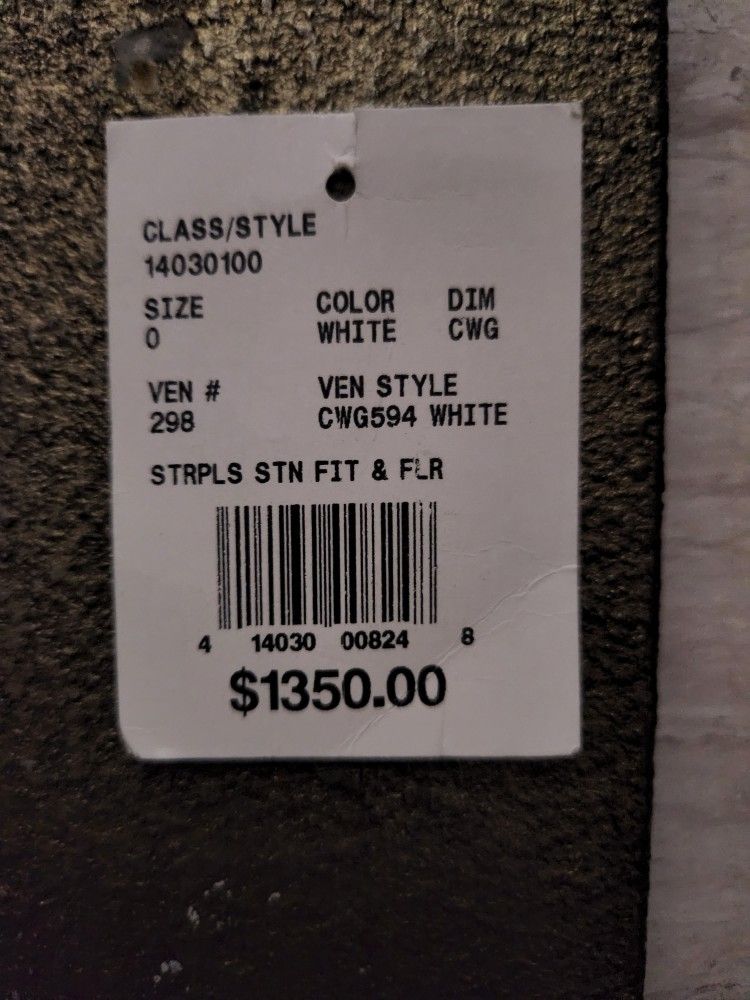 CLASS/STYLE
14030100
SIZE COLOR DIM
0 WHITE CWG
VEN # VEN STYLE
298 CWG594 WHITE
STRPLS STN FIT & FLR
4 14030 00824 8
$1350.00